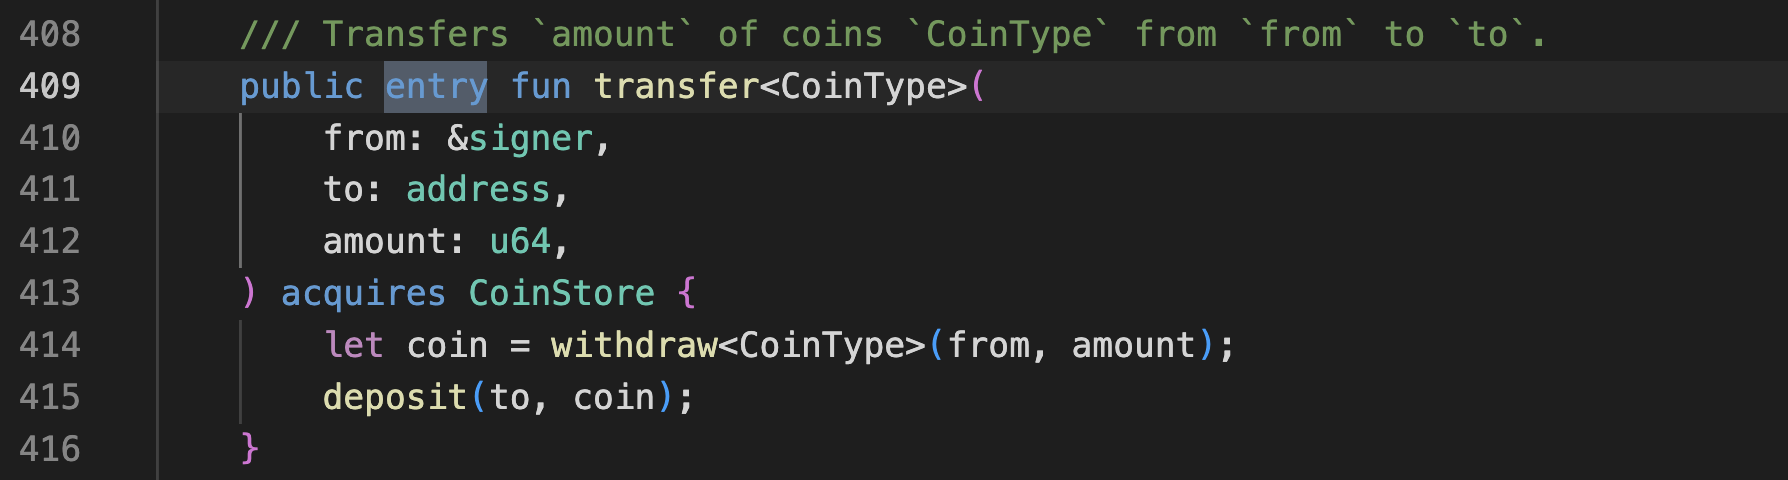 408 /// Transfers `amount` of coins `CoinType` from `from` to `to`.
409 public entry fun transfer<CoinType>(
410 from: &signer,
411 to: address,
412 amount: u64,
413 ) acquires CoinStore {
414 let coin = withdraw<CoinType>(from, amount);
415 deposit(to, coin);
416 }